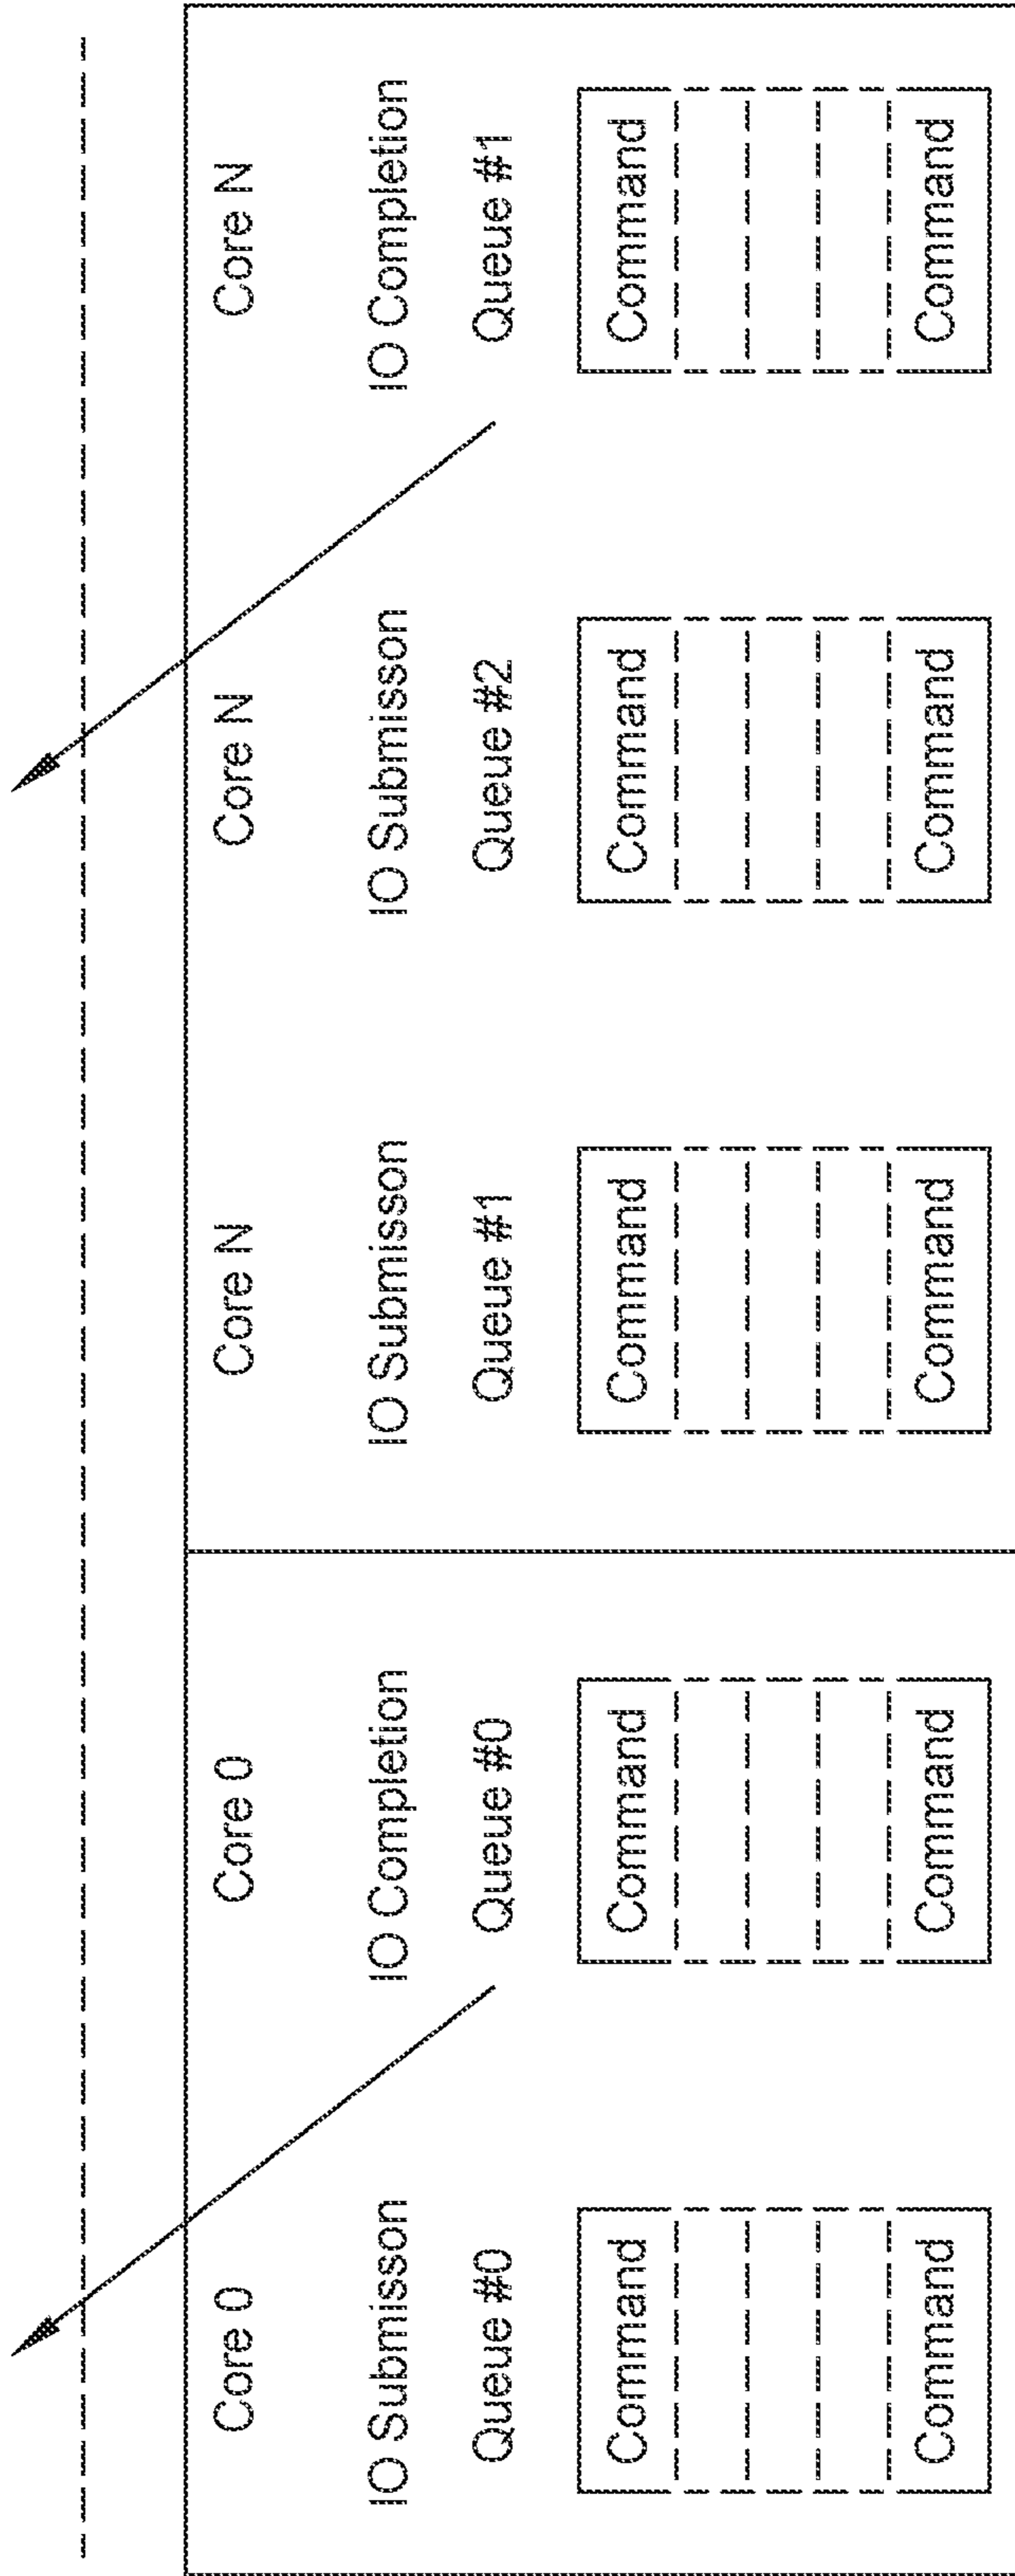 Core 0
IO Submisson
Queue #0
Command
Command
Core 0
IO Completion
Queue #0
Command
Command
Core N
IO Submisson
Queue #1
Command
Command
Core N
IO Submisson
Queue #2
Command
Command
Core N
IO Completion
Queue #1
Command
Command